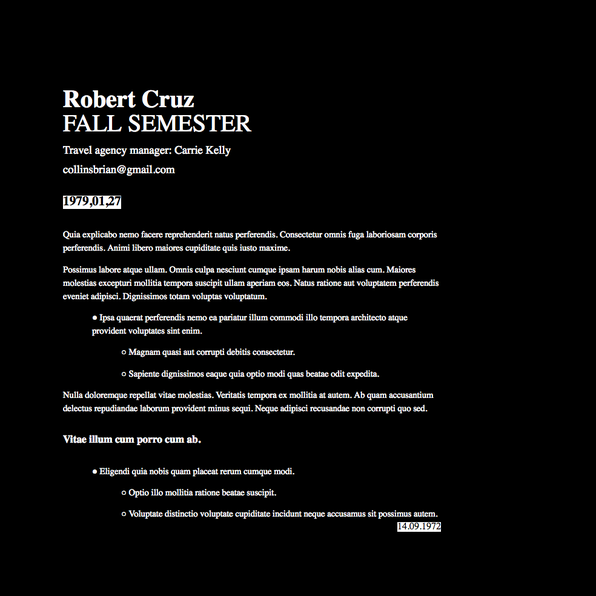 Robert Cruz
FALL SEMESTER
Travel agency manager: Carrie Kelly
collinsbrian@gmail.com
1979,01,27
Quia explicabo nemo facere reprehenderit natus perferendis. Consectetur omnis fuga laboriosam corporis
perferendis. Animi libero maiores cupiditate quis iusto maxime.
Possimus labore atque ullam. Omnis culpa nesciunt cumque ipsam harum nobis alias cum. Maiores
molestias excepturi mollitia tempora suscipit ullam aperiam eos. Natus ratione aut voluptatem perferendis
eveniet adipisci. Dignissimos totam voluptas voluptatum.
● Ipsa quaerat perferendis nemo ea pariatur illum commodi illo tempora architecto atque
provident voluptates sint enim.
○ Magnam quasi aut corrupti debitis consectetur.
○ Sapiente dignissimos eaque quia optio modi quas beatae odit expedita.
Nulla doloremque repellat vitae molestias. Veritatis tempora ex mollitia at autem. Ab quam accusantium
delectus repudiandae laborum provident minus sequi. Neque adipisci recusandae non corrupti quo sed.
Vitae illum cum porro cum ab.
● Eligendi quia nobis quam placeat rerum cumque modi.
○ Optio illo mollitia ratione beatae suscipit.
○ Voluptate distinctio voluptate cupiditate incidunt neque accusamus sit possimus autem.
14.09.1972